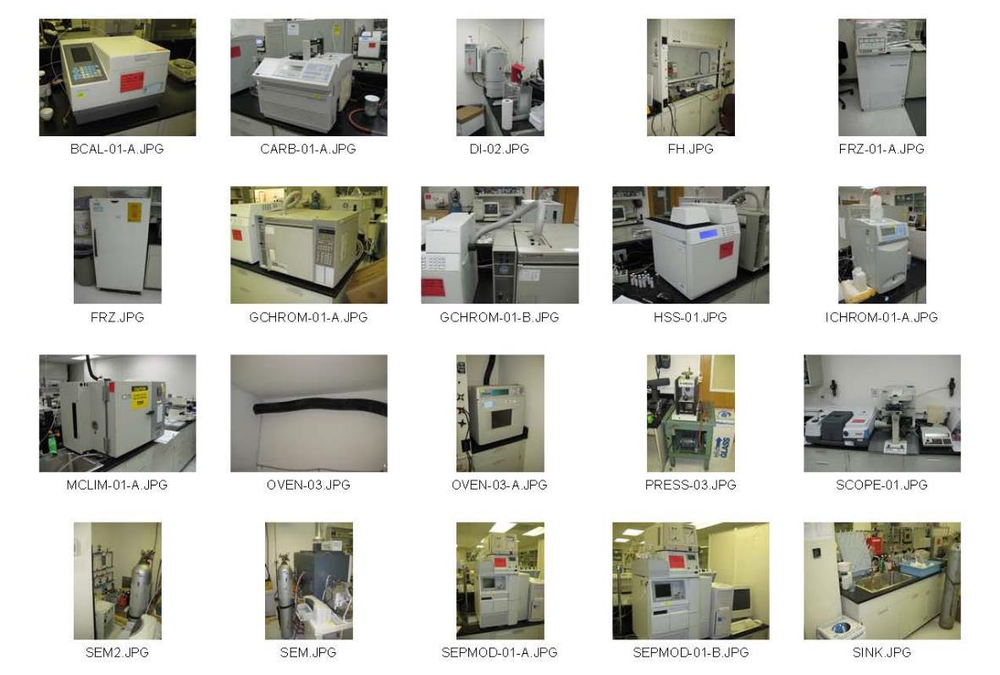 BCAL-01-A.JPG
CARB-01-A.JPG
DI-02.JPG
FH.JPG
FRZ-01-A.JPG
FRZ.JPG
GCHROM-01-A.JPG
GCHROM-01-B.JPG
HSS-01.JPG
ICHROM-01-A.JPG
CAUTION
MCLIM-01-A.JPG
OVEN-03.JPG
OVEN-03-A.JPG
GLASS
PRESS-03.JPG
SCOPE-01.JPG
SEM2.JPG
SEM.JPG
SEPMOD-01-A.JPG
SEPMOD-01-B.JPG
SINK.JPG